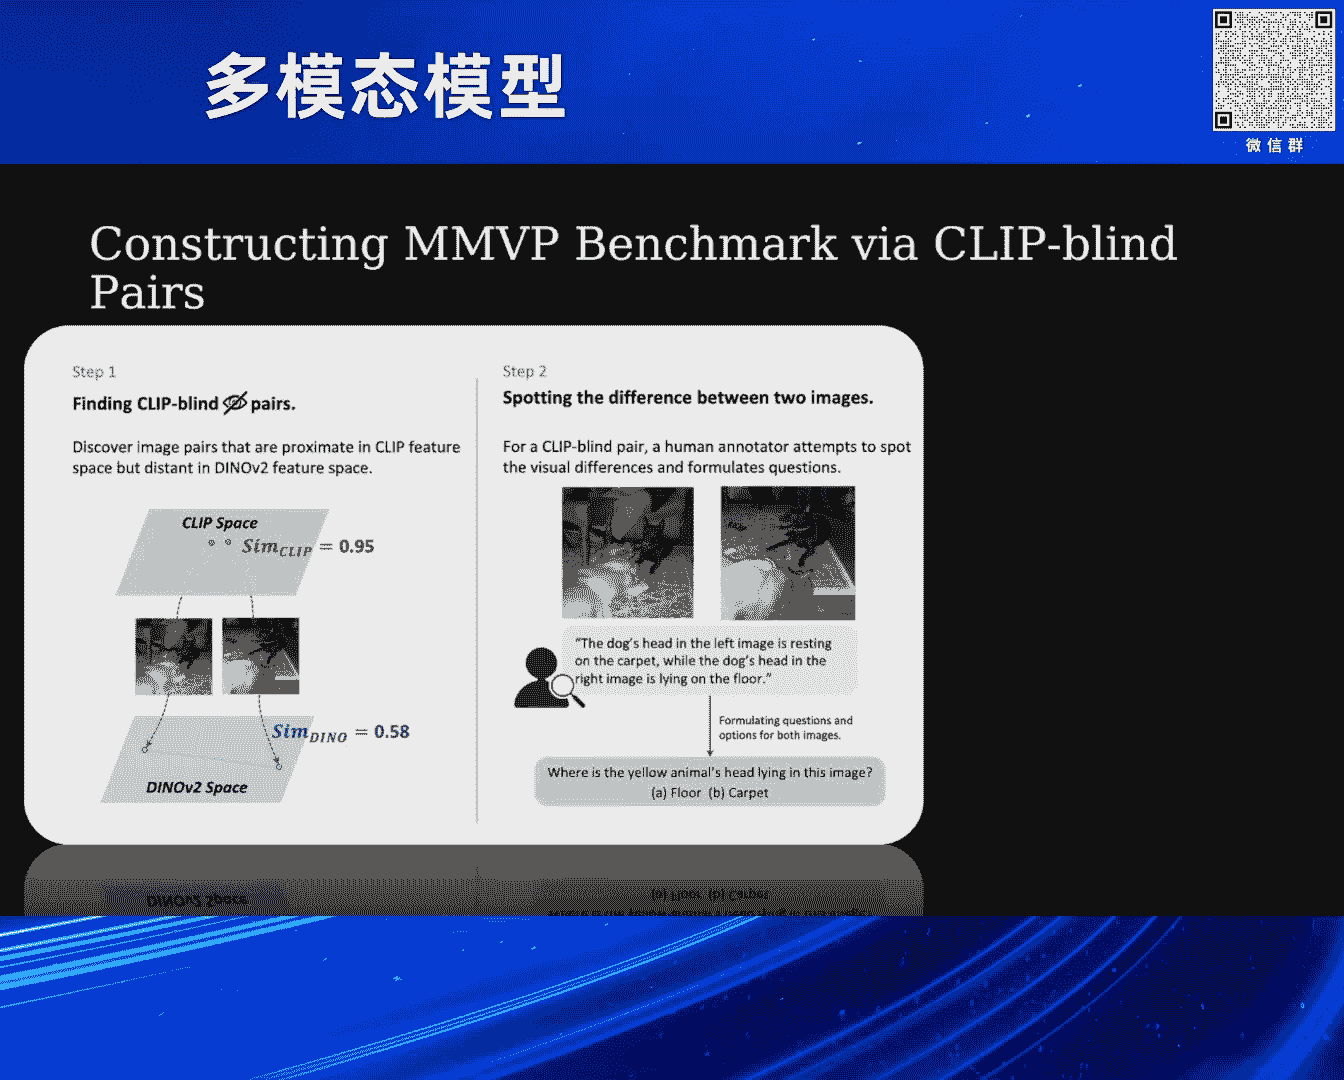 多模态模型
微信群
Constructing MMVP Benchmark via CLIP-blind
Pairs
Step 1
Finding CLIP-blind pairs.
Discover image pairs that are proximate in CLIP feature
space but distant in DINOv2 feature space.
CLIP Space
Sim_CLIP = 0.95
Sim_DINO = 0.58
DINOv2 Space
Step 2
Spotting the difference between two images.
For a CLIP-blind pair, a human annotator attempts to spot
the visual differences and formulates questions.
“The dog’s head in the left image is resting
on the carpet, while the dog’s head in the
right image is lying on the floor.”
Formulating questions and
options for both images.
Where is the yellow animal’s head lying in this image?
(a) Floor (b) Carpet